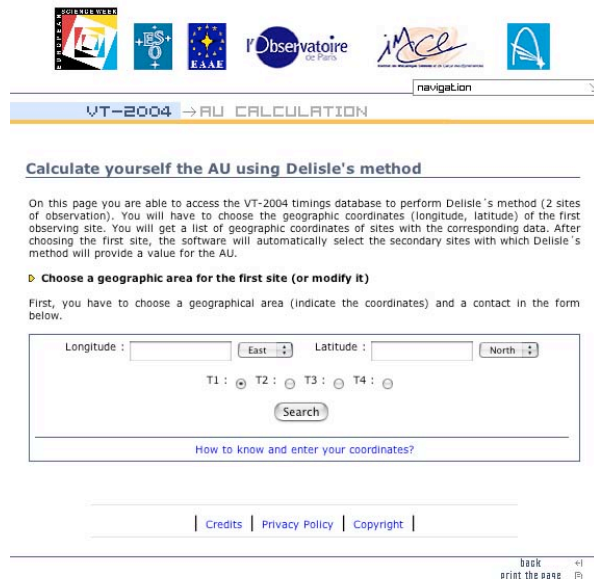 EUROPEAN SCIENCE WEEK
ES
O
EAAE
l'Observatoire
de Paris
imcce
navigation
VT-2004 →AU CALCULATION
Calculate yourself the AU using Delisle's method
On this page you are able to access the VT-2004 timings database to perform Delisle´s method (2 sites
of observation). You will have to choose the geographic coordinates (longitude, latitude) of the first
observing site. You will get a list of geographic coordinates of sites with the corresponding data. After
choosing the first site, the software will automatically select the secondary sites with which Delisle´s
method will provide a value for the AU.
Choose a geographic area for the first site (or modify it)
First, you have to choose a geographical area (indicate the coordinates) and a contact in the form
below.
Longitude : East Latitude : North
T1 : T2 : T3 : T4 :
Search
How to know and enter your coordinates?
| Credits | Privacy Policy | Copyright |
back
print the page